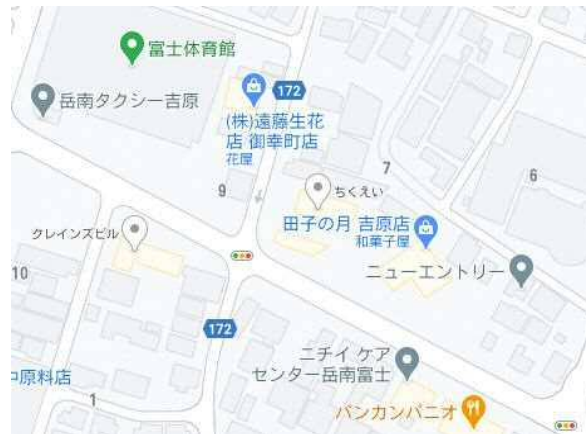 富士体育館
岳南タクシー吉原
172
(株)遠藤生花
店 御幸町店
花屋
7
6
9
ちくえい
田子の月 吉原店
和菓子屋
クレインズビル
10
ニューエントリー
172
ニチイ ケア
センター岳南富士
中原料店
1
バンカンパニオ